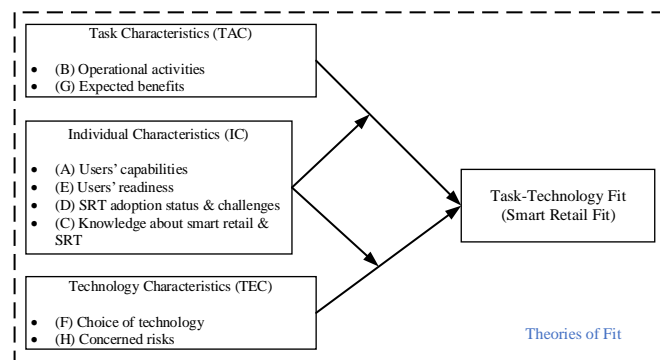 Task Characteristics (TAC)
• (B) Operational activities
• (G) Expected benefits
Individual Characteristics (IC)
• (A) Users' capabilities
• (E) Users' readiness
• (D) SRT adoption status & challenges
• (C) Knowledge about smart retail &
SRT
Technology Characteristics (TEC)
• (F) Choice of technology
• (H) Concerned risks
Task-Technology Fit
(Smart Retail Fit)
Theories of Fit